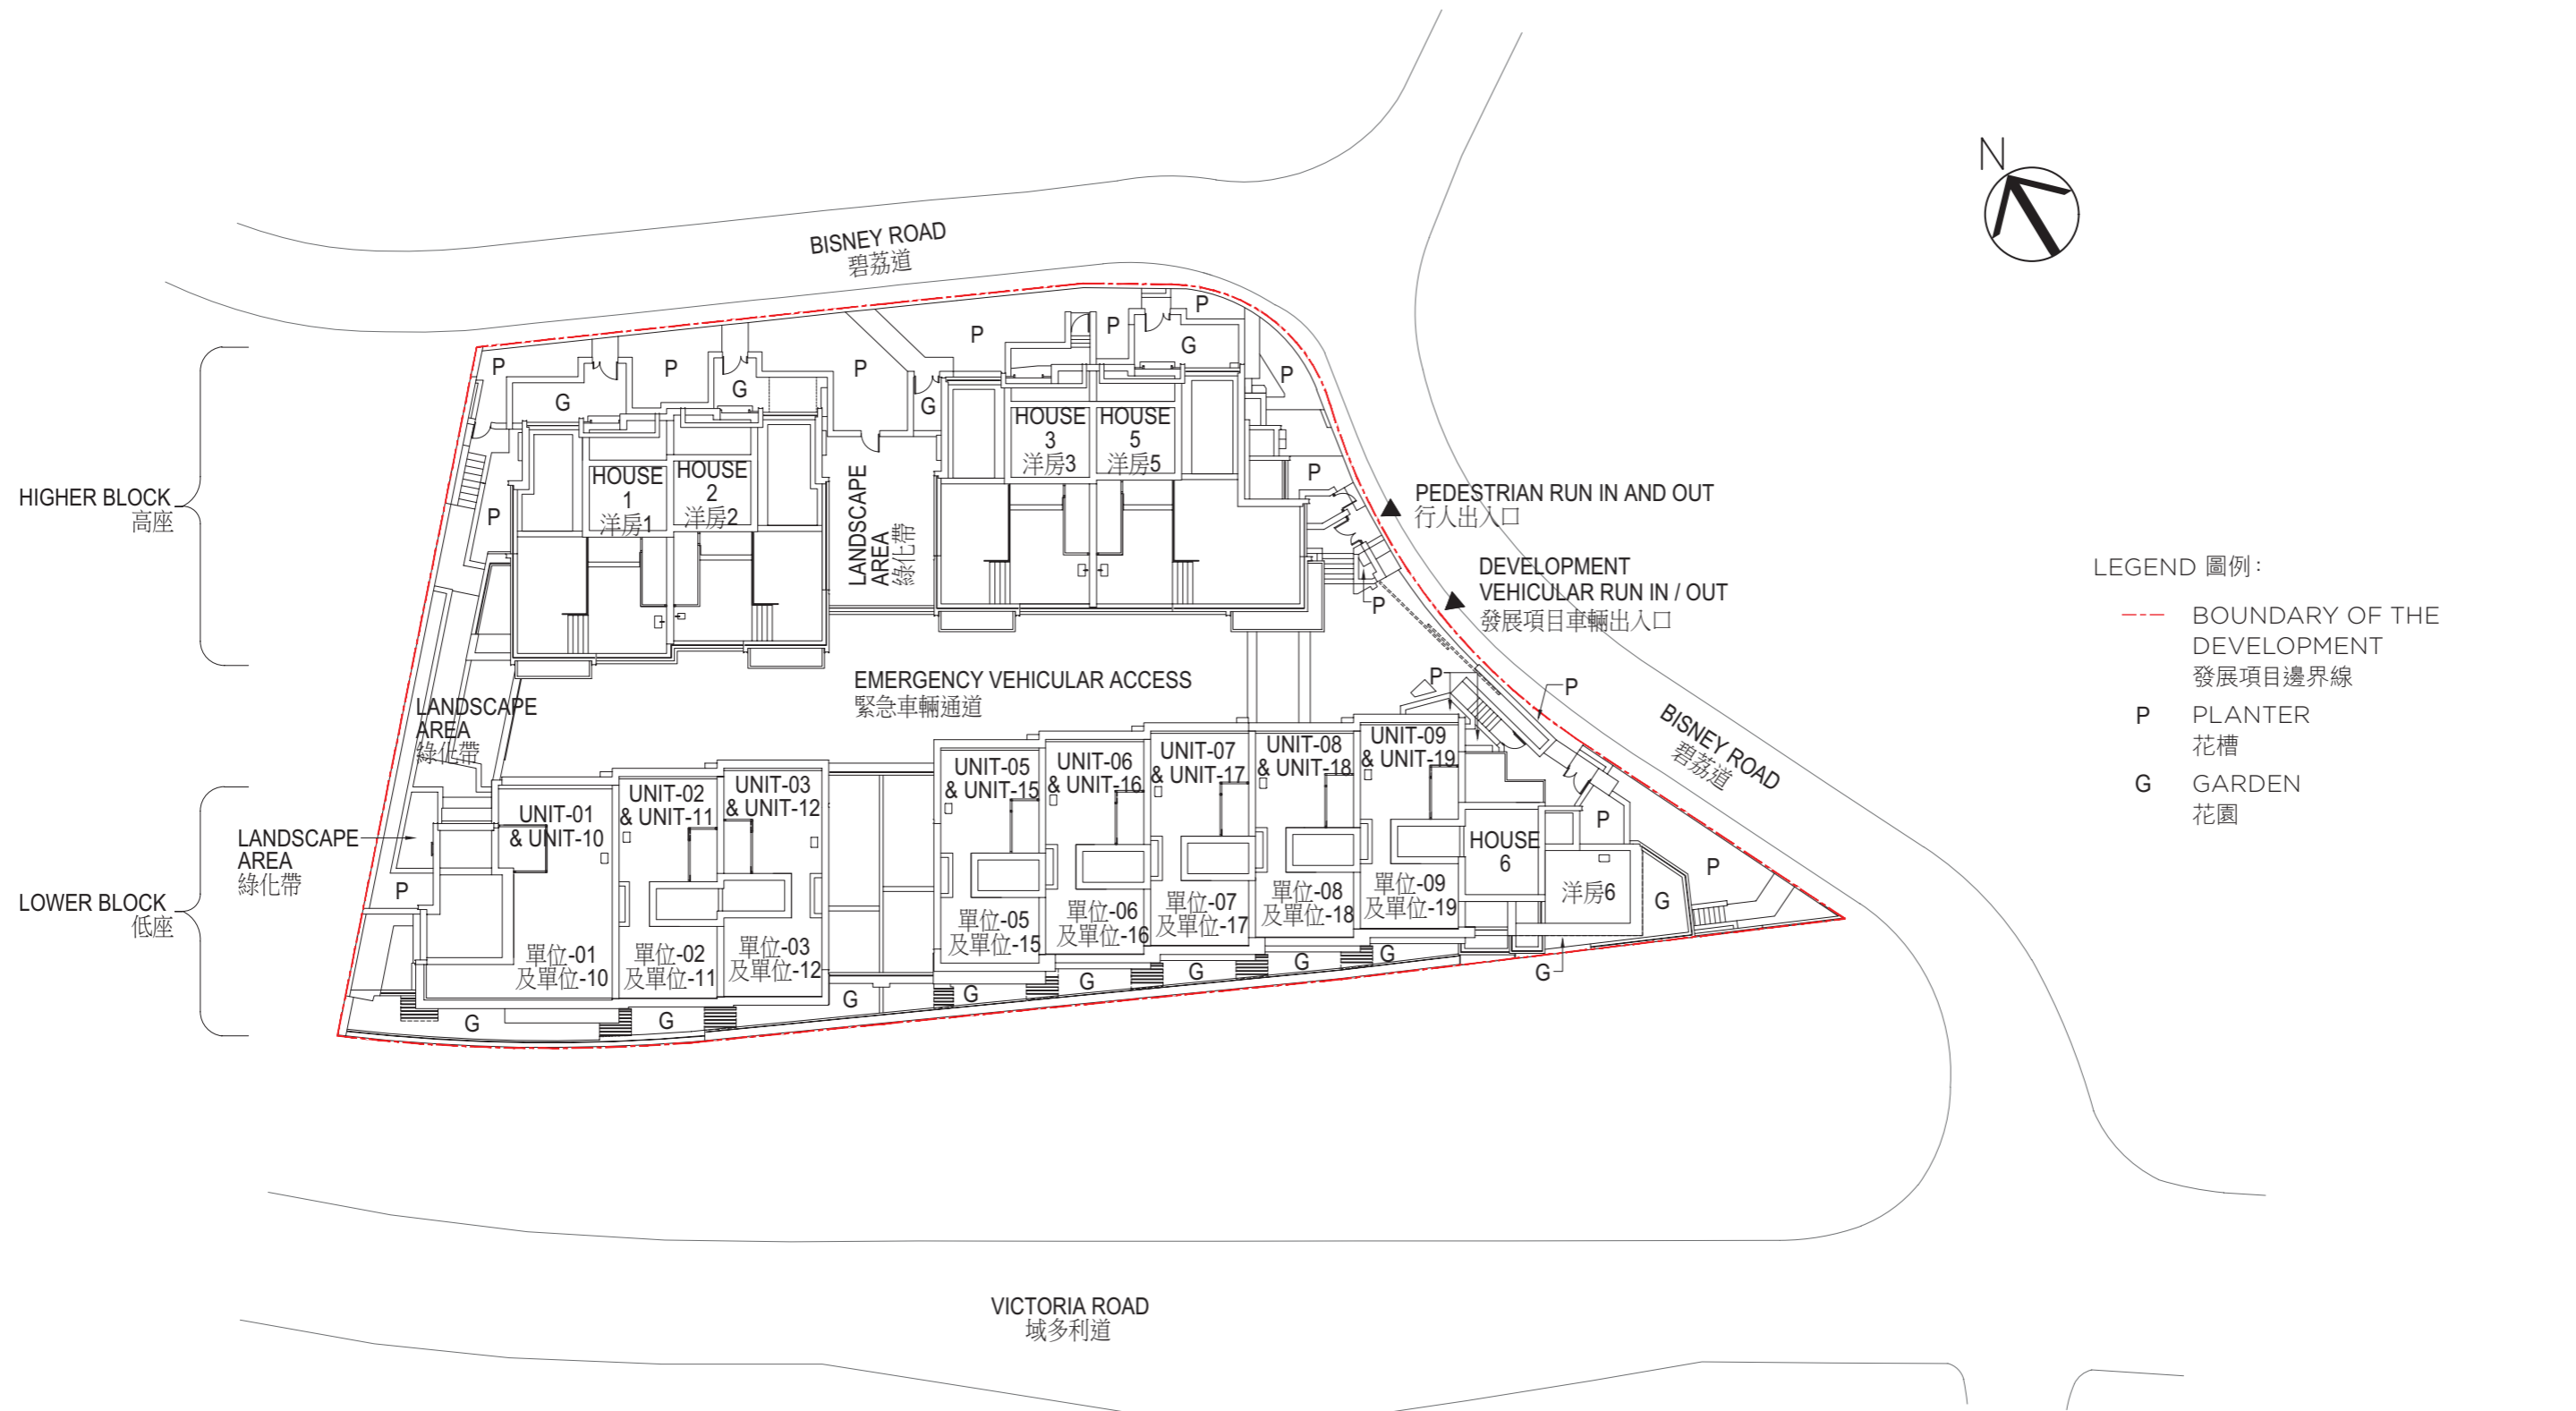 N
BISNEY ROAD
碧荔道
P
P
P
G
P
P
P
G
G
P
G
HOUSE
3
洋房3
HOUSE
5
洋房5
HOUSE
1
洋房1
HOUSE
2
洋房2
HIGHER BLOCK
高座
P
P
LANDSCAPE
AREA
綠化帶
PEDESTRIAN RUN IN AND OUT
行人出入口
DEVELOPMENT
VEHICULAR RUN IN / OUT
發展項目車輛出入口
P
LEGEND 圖例:
BOUNDARY OF THE
DEVELOPMENT
發展項目邊界線
P PLANTER
花槽
G GARDEN
花園
EMERGENCY VEHICULAR ACCESS
緊急車輛通道
LANDSCAPE
AREA
綠化帶
P
P
BISNEY ROAD
碧荔道
UNIT-01
& UNIT-10
UNIT-02
& UNIT-11
UNIT-03
& UNIT-12
UNIT-05
& UNIT-15
UNIT-06
& UNIT-16
UNIT-07
& UNIT-17
UNIT-08
& UNIT-18
UNIT-09
& UNIT-19
HOUSE
6
洋房6
P
P
G
LANDSCAPE
AREA
綠化帶
P
LOWER BLOCK
低座
單位-01
及單位-10
單位-02
及單位-11
單位-03
及單位-12
單位-05
及單位-15
單位-06
及單位-16
單位-07
及單位-17
單位-08
及單位-18
單位-09
及單位-19
G
G
G
G
G
G
G
G
G
VICTORIA ROAD
域多利道